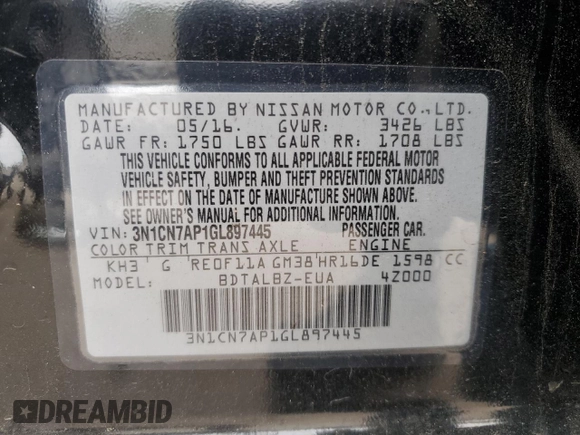 MANUFACTURED BY NISSAN MOTOR CO.,LTD.
DATE: 05/16. GVWR: 3426 LBS
GAWR FR: 1750 LBS GAWR RR: 1708 LBS
THIS VEHICLE CONFORMS TO ALL APPLICABLE FEDERAL MOTOR
VEHICLE SAFETY, BUMPER AND THEFT PREVENTION STANDARDS
IN EFFECT ON THE DATE OF MANUFACTURE SHOWN ABOVE.
SEE OWNER'S MANUAL FOR ADDITIONAL INFORMATION.
VIN: 3N1CN7AP1GL897445 PASSENGER CAR.
COLOR TRIM TRANS AXLE ENGINE
KH3 ' G ' RE0F11A GM38'HR16DE 1598 CC
MODEL: BDTALBZ-EUA 4Z000
3N1CN7AP1GL897445
DREAMBID